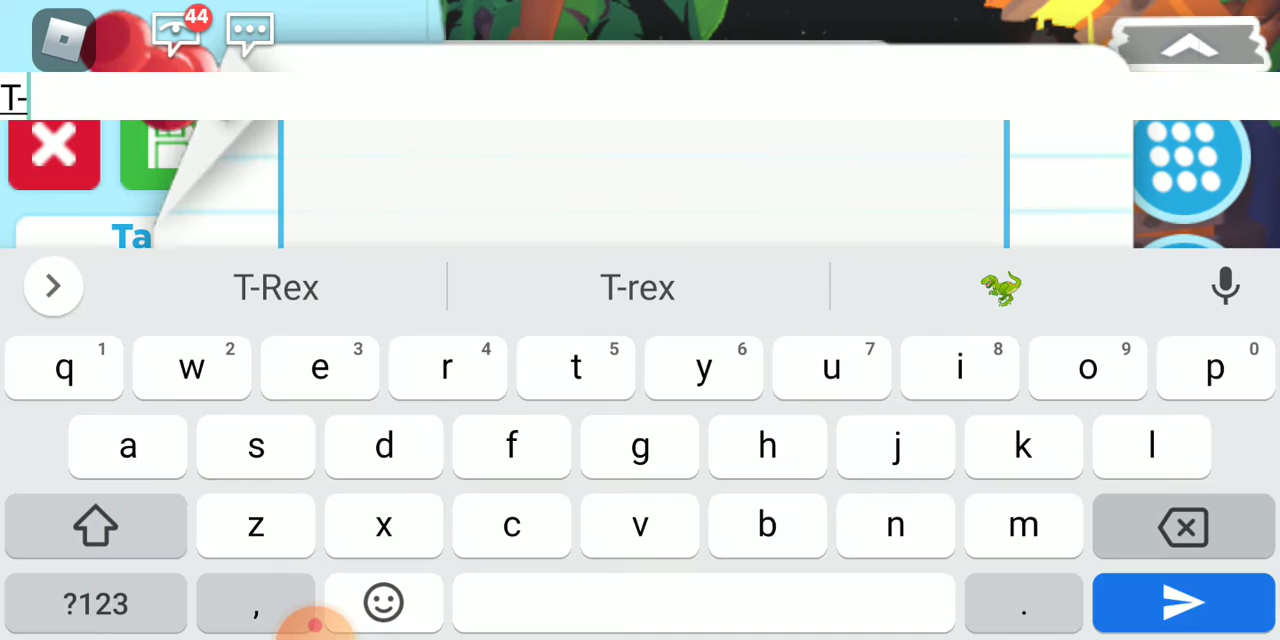 44
T-
Ta
T-Rex T-rex
q 1 w 2 e 3 r 4 t 5 y 6 u 7 i 8 o 9 p 0
a s d f g h j k l
z x c v b n m
?123 , .